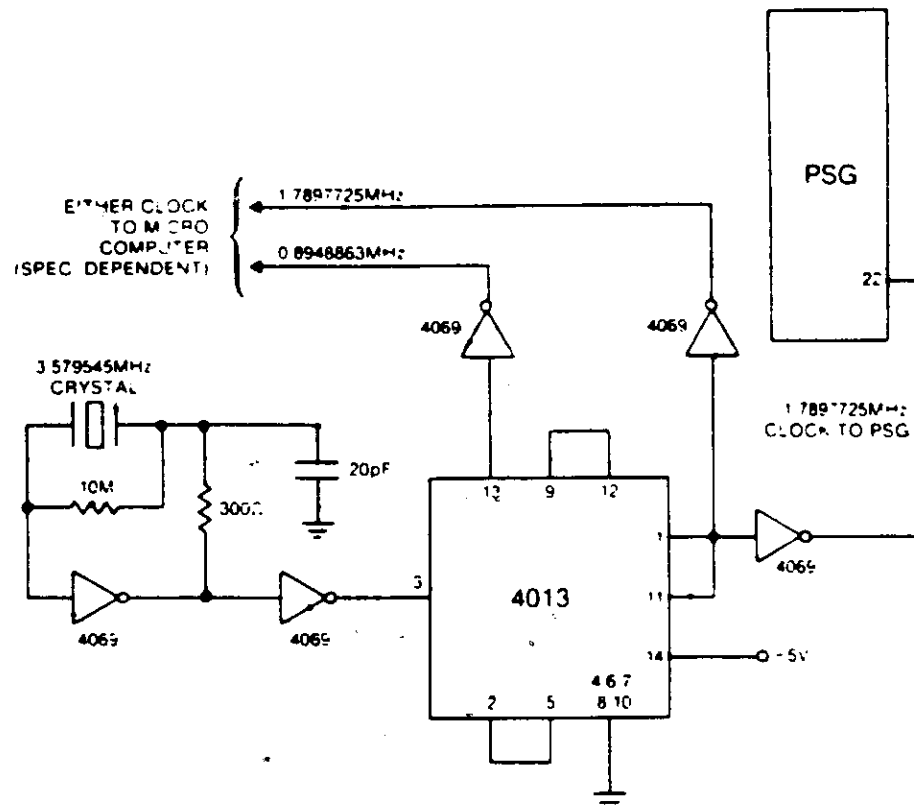 PSG
22
1.7897725MHz
EITHER CLOCK
TO MICRO
COMPUTER
(SPEC. DEPENDENT)
0.8948863MHz
4069
4069
3.579545MHz
CRYSTAL
1.7897725MHz
CLOCK TO PSG
10M
300Ω
20pF
13
9
12
1
3
4013
11
4069
4069
4069
14
5V
4 6 7
8 10
2
5